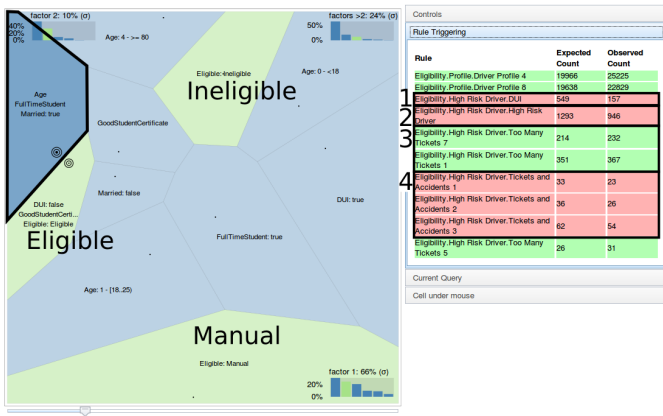 factor 2: 10% (σ)
40%
20%
0%
Age: 4 - >= 80
factors >2: 24% (σ)
50%
0%
Eligible: Ineligible
Ineligible
Age: 0 - <18
Age
FullTimeStudent
Married: true
GoodStudentCertificate
Married: false
DUI: true
DUI: false
GoodStudentCerti...
Eligible: Eligible
Eligible
FullTimeStudent: true
Age: 1 - [18..25)
Manual
Eligible: Manual
factor 1: 66% (σ)
20%
0%
Controls
Rule Triggering
Rule Expected Count Observed Count
Eligibility.Profile.Driver Profile 4 19966 25225
Eligibility.Profile.Driver Profile 8 19638 22829
1 Eligibility.High Risk Driver.DUI 549 157
2 Eligibility.High Risk Driver.High Risk
Driver 1293 946
3 Eligibility.High Risk Driver.Too Many
Tickets 7 214 232
Eligibility.High Risk Driver.Too Many
Tickets 1 351 367
4 Eligibility.High Risk Driver.Tickets and
Accidents 1 33 23
Eligibility.High Risk Driver.Tickets and
Accidents 2 36 26
Eligibility.High Risk Driver.Tickets and
Accidents 3 62 54
Eligibility.High Risk Driver.Too Many
Tickets 5 26 31
Current Query
Cell under mouse